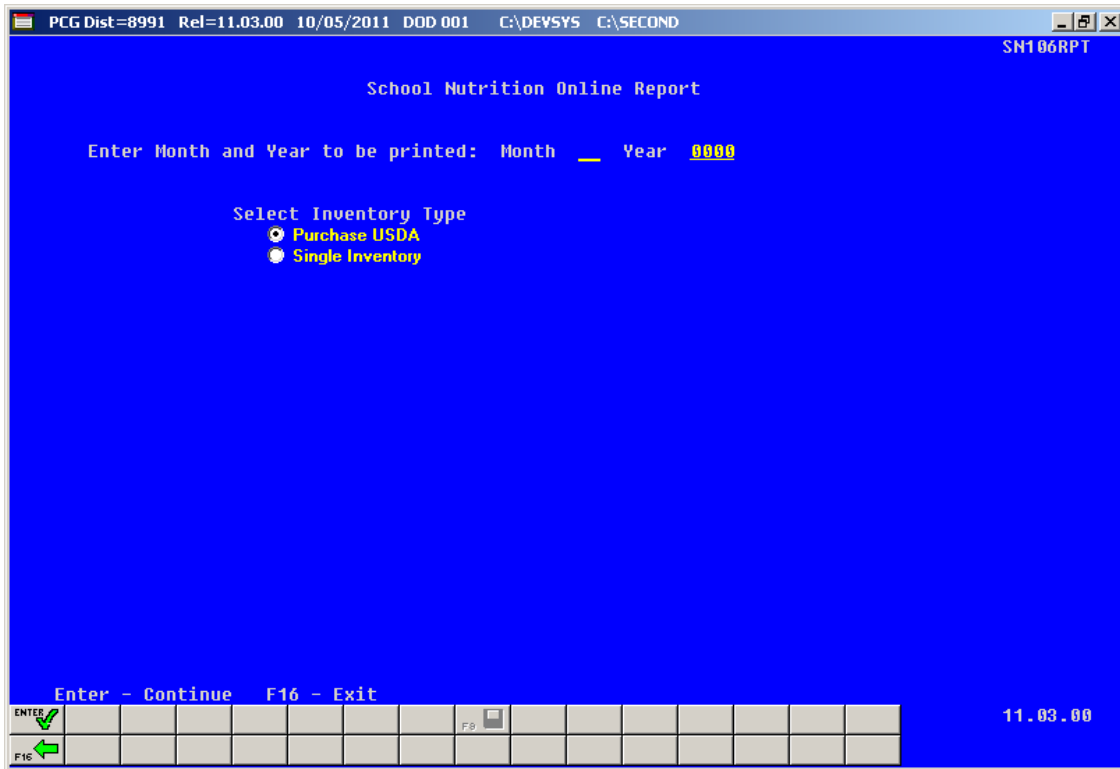 PCG Dist=8991 Rel=11.03.00 10/05/2011 DOD 001 C:\DEVSYS C:\SECOND
SN106RPT
School Nutrition Online Report
Enter Month and Year to be printed: Month __ Year 0000
Select Inventory Type
Purchase USDA
Single Inventory
Enter - Continue F16 - Exit
ENTER
F9
11.03.00
F16